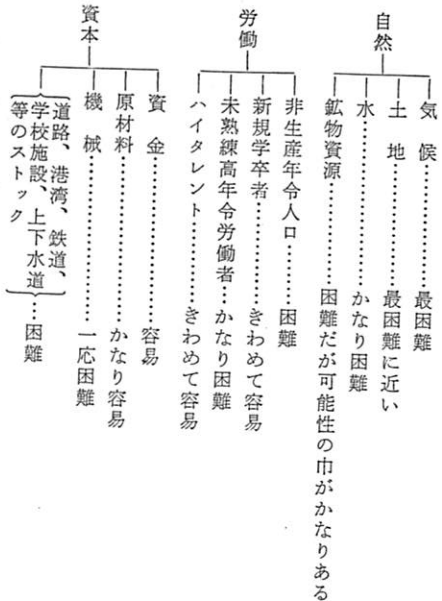 自然
気候……………最困難
土地……………最困難に近い
水………………かなり困難
鉱物資源………困難だが可能性の巾がかなりある
労働
非生産年令人口…………困難
新規学卒者………………きわめて容易
未熟練高年令労働者…かなり困難
ハイタレント……………きわめて容易
資本
資金………………容易
原材料……………かなり容易
機械………………一応困難
道路、港湾、鉄道、
学校施設、上下水道
等のストック
…困難